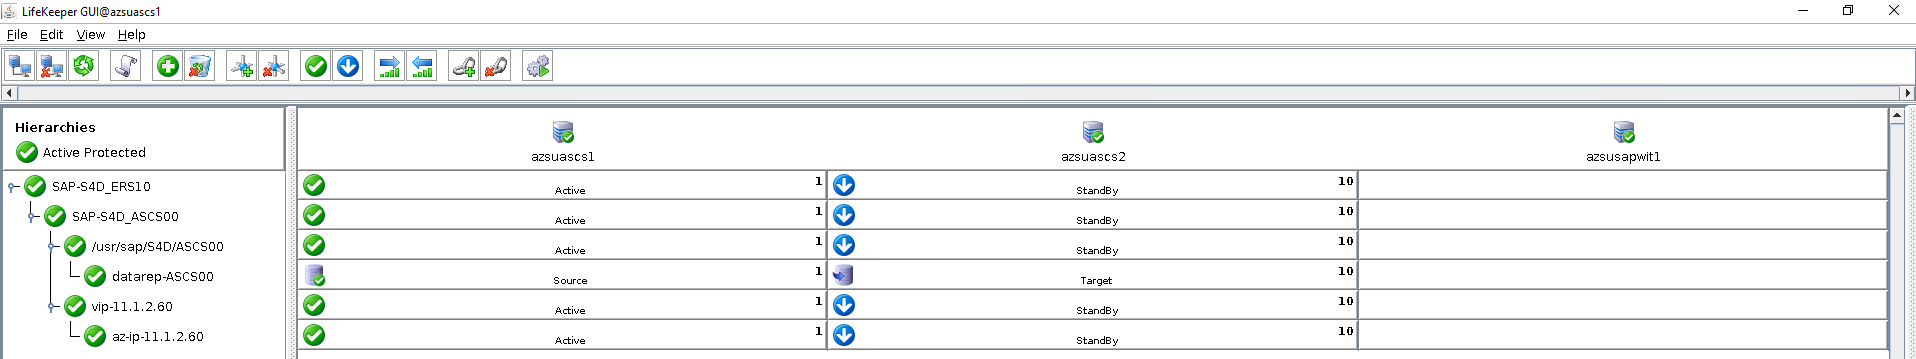 LifeKeeper GUI@azsuascs1
File Edit View Help
Hierarchies
Active Protected
azsuascs1 azsuascs2 azsusapwit1
SAP-S4D_ERS10 Active 1 StandBy 10
SAP-S4D_ASCS00 Active 1 StandBy 10
/usr/sap/S4D/ASCS00 Active 1 StandBy 10
datarep-ASCS00 Source 1 Target 10
vip-11.1.2.60 Active 1 StandBy 10
az-ip-11.1.2.60 Active 1 StandBy 10